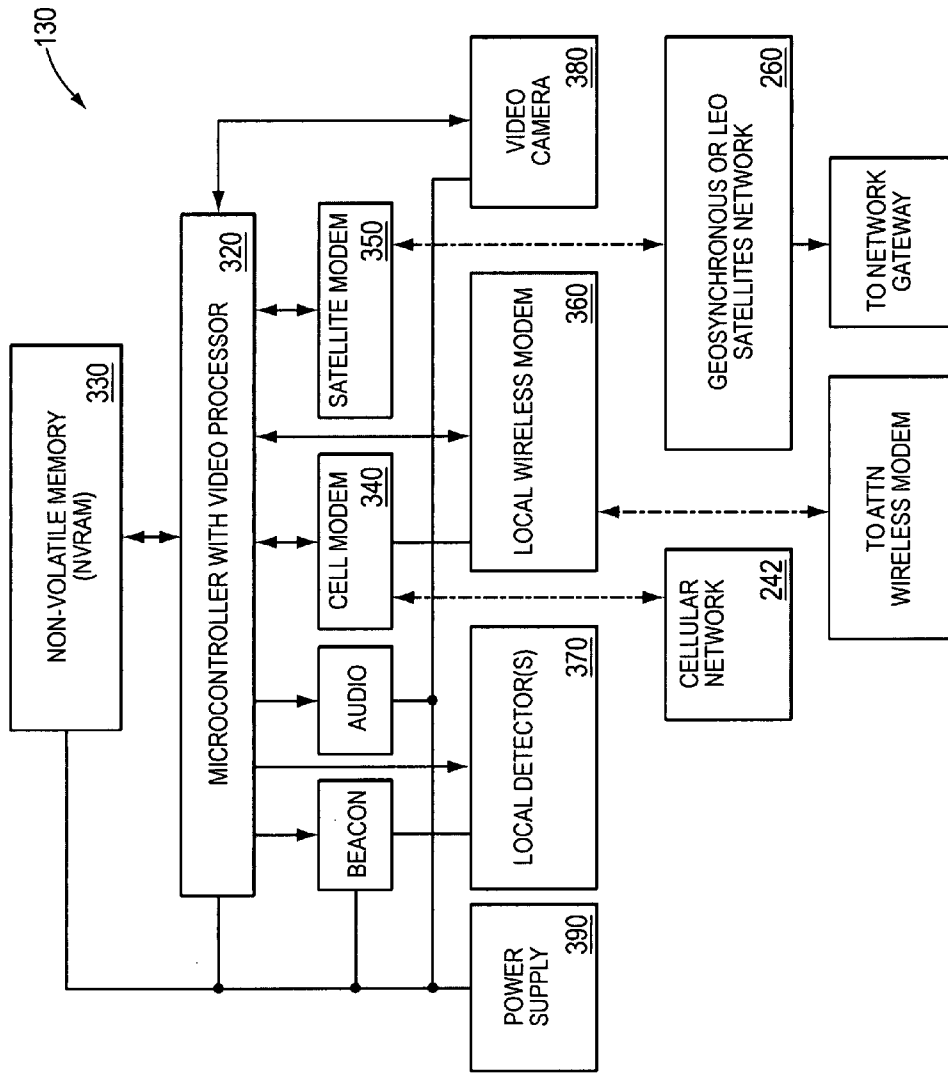 130
NON-VOLATILE MEMORY
(NVRAM)
330
MICROCONTROLLER WITH VIDEO PROCESSOR
320
BEACON
AUDIO
CELL MODEM
340
SATELLITE MODEM
350
POWER
SUPPLY
390
LOCAL DETECTOR(S)
370
LOCAL WIRELESS MODEM
360
VIDEO
CAMERA
380
CELLULAR
NETWORK
242
GEOSYNCHRONOUS OR LEO
SATELLITES NETWORK
260
TO ATTN
WIRELESS MODEM
TO NETWORK
GATEWAY